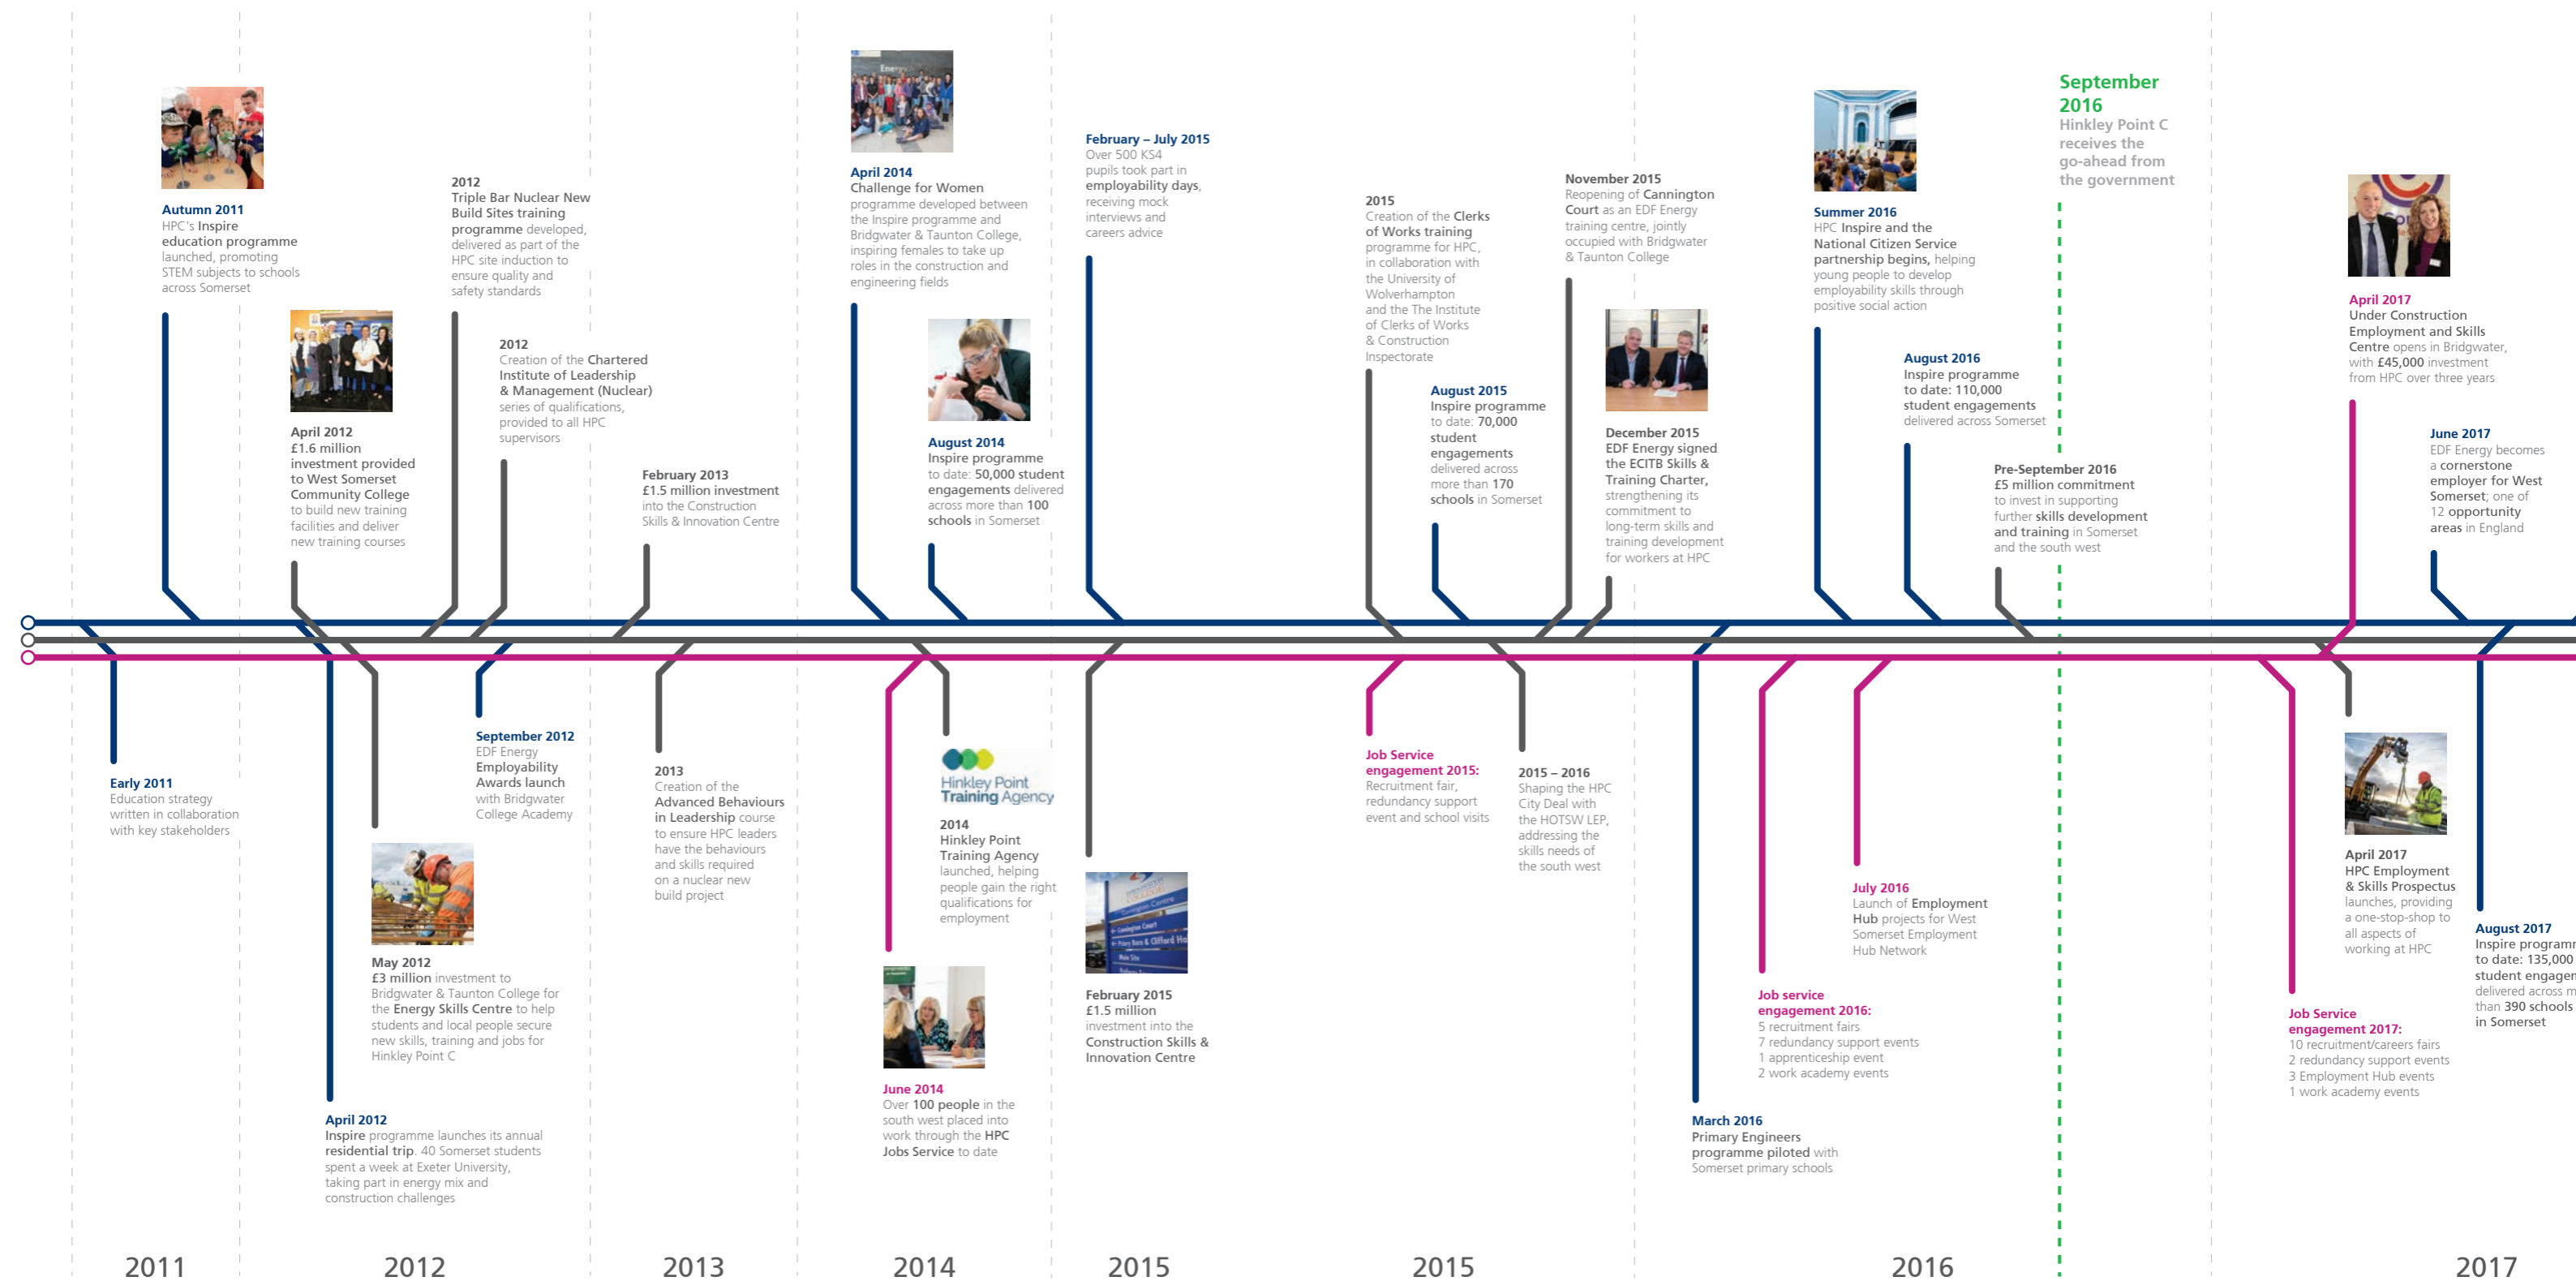 Autumn 2011
HPC's Inspire
education programme
launched, promoting
STEM subjects to schools
across Somerset
April 2012
£1.6 million
investment provided
to West Somerset
Community College
to build new training
facilities and deliver
new training courses
2012
Triple Bar Nuclear New
Build Sites training
programme developed,
delivered as part of the
HPC site induction to
ensure quality and
safety standards
2012
Creation of the Chartered
Institute of Leadership
& Management (Nuclear)
series of qualifications,
provided to all HPC
supervisors
February 2013
£1.5 million investment
into the Construction
Skills & Innovation Centre
April 2014
Challenge for Women
programme developed between
the Inspire programme and
Bridgwater & Taunton College,
inspiring females to take up
roles in the construction and
engineering fields
August 2014
Inspire programme
to date: 50,000 student
engagements delivered
across more than 100
schools in Somerset
February – July 2015
Over 500 KS4
pupils took part in
employability days,
receiving mock
interviews and
careers advice
2015
Creation of the Clerks
of Works training
programme for HPC,
in collaboration with
the University of
Wolverhampton
and the The Institute
of Clerks of Works
& Construction
Inspectorate
August 2015
Inspire programme
to date: 70,000
student
engagements
delivered across
more than 170
schools in Somerset
November 2015
Reopening of Cannington
Court as an EDF Energy
training centre, jointly
occupied with Bridgwater
& Taunton College
December 2015
EDF Energy signed
the ECITB Skills &
Training Charter,
strengthening its
commitment to
long-term skills and
training development
for workers at HPC
Summer 2016
HPC Inspire and the
National Citizen Service
partnership begins, helping
young people to develop
employability skills through
positive social action
August 2016
Inspire programme
to date: 110,000
student engagements
delivered across Somerset
Pre-September 2016
£5 million commitment
to invest in supporting
further skills development
and training in Somerset
and the south west
September
2016
Hinkley Point C
receives the
go-ahead from
the government
April 2017
Under Construction
Employment and Skills
Centre opens in Bridgwater,
with £45,000 investment
from HPC over three years
June 2017
EDF Energy becomes
a cornerstone
employer for West
Somerset; one of
12 opportunity
areas in England
Early 2011
Education strategy
written in collaboration
with key stakeholders
April 2012
Inspire programme launches its annual
residential trip. 40 Somerset students
spent a week at Exeter University,
taking part in energy mix and
construction challenges
May 2012
£3 million investment to
Bridgwater & Taunton College for
the Energy Skills Centre to help
students and local people secure
new skills, training and jobs for
Hinkley Point C
September 2012
EDF Energy
Employability
Awards launch
with Bridgwater
College Academy
2013
Creation of the
Advanced Behaviours
in Leadership course
to ensure HPC leaders
have the behaviours
and skills required
on a nuclear new
build project
June 2014
Over 100 people in the
south west placed into
work through the HPC
Jobs Service to date
Hinkley Point
Training Agency
2014
Hinkley Point
Training Agency
launched, helping
people gain the right
qualifications for
employment
Cannington Centre
Cannington Court
February 2015
£1.5 million
investment into the
Construction Skills &
Innovation Centre
Job Service
engagement 2015:
Recruitment fair,
redundancy support
event and school visits
2015 – 2016
Shaping the HPC
City Deal with
the HOTSW LEP,
addressing the
skills needs of
the south west
March 2016
Primary Engineers
programme piloted with
Somerset primary schools
Job service
engagement 2016:
5 recruitment fairs
7 redundancy support events
1 apprenticeship event
2 work academy events
July 2016
Launch of Employment
Hub projects for West
Somerset Employment
Hub Network
Job Service
engagement 2017:
10 recruitment/careers fairs
2 redundancy support events
3 Employment Hub events
1 work academy events
April 2017
HPC Employment
& Skills Prospectus
launches, providing
a one-stop-shop to
all aspects of
working at HPC
August 2017
Inspire
to date: 135,000
student
delivered across
than 390 schools
in Somerset
2011
2012
2013
2014
2015
2015
2016
2017